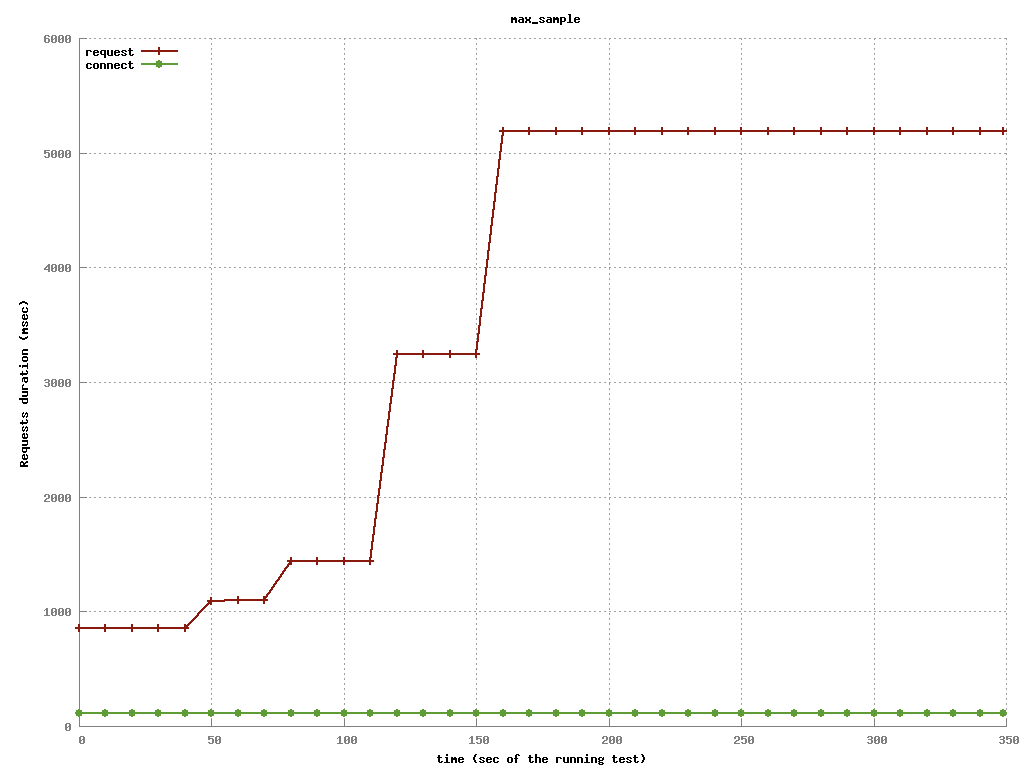 max_sample
6000
request
connect
5000
4000
Requests duration (msec)
3000
2000
1000
0
0 50 100 150 200 250 300 350
time (sec of the running test)